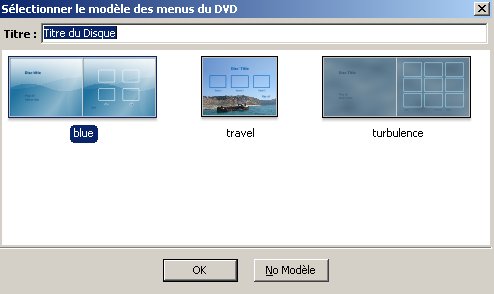 Sélectionner le modèle des menus du DVD
Titre : Titre du Disque
Disc Title
Disc Title
Disc Title
blue
travel
turbulence
OK
No Modèle